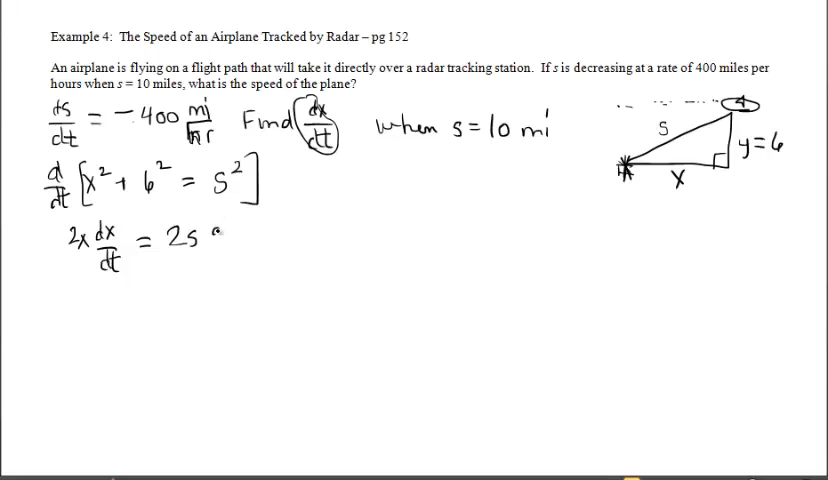 Example 4: The Speed of an Airplane Tracked by Radar – pg 152
An airplane is flying on a flight path that will take it directly over a radar tracking station. If s is decreasing at a rate of 400 miles per
hours when s = 10 miles, what is the speed of the plane?
ds/dt = -400 mi/hr Find dx/dt when s = 10 mi
s
y = 6
x
d/dt [x² + 6² = s²]
2x dx/dt = 2s